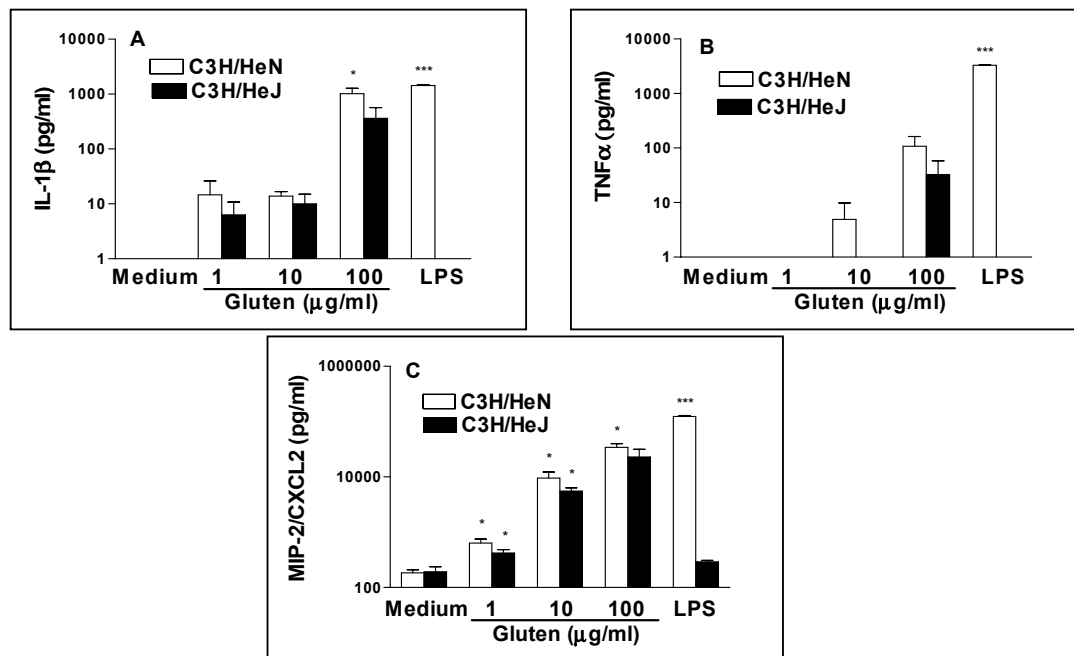 A
C3H/HeN
C3H/HeJ
IL-1β (pg/ml)
10000
1000
100
10
1
* ***
Medium 1 10 100 LPS
Gluten (μg/ml)
B
C3H/HeN
C3H/HeJ
TNFα (pg/ml)
10000
1000
100
10
1
***
Medium 1 10 100 LPS
Gluten (μg/ml)
C
C3H/HeN
C3H/HeJ
MIP-2/CXCL2 (pg/ml)
1000000
10000
100
* * * * * ***
Medium 1 10 100 LPS
Gluten (μg/ml)